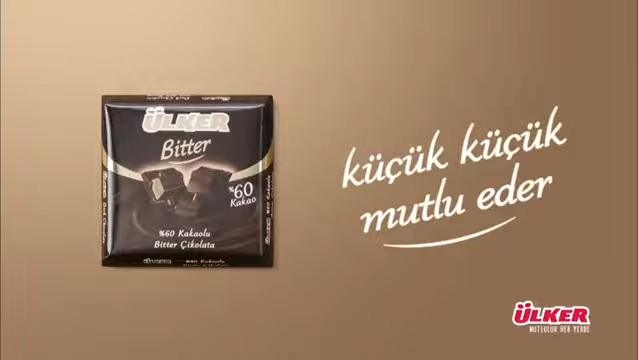 ÜLKER
Bitter
%60
Kakao
%60 Kakaolu
Bitter Çikolata
küçük küçük
mutlu eder
ÜLKER
MUTLULUK HER YERDE